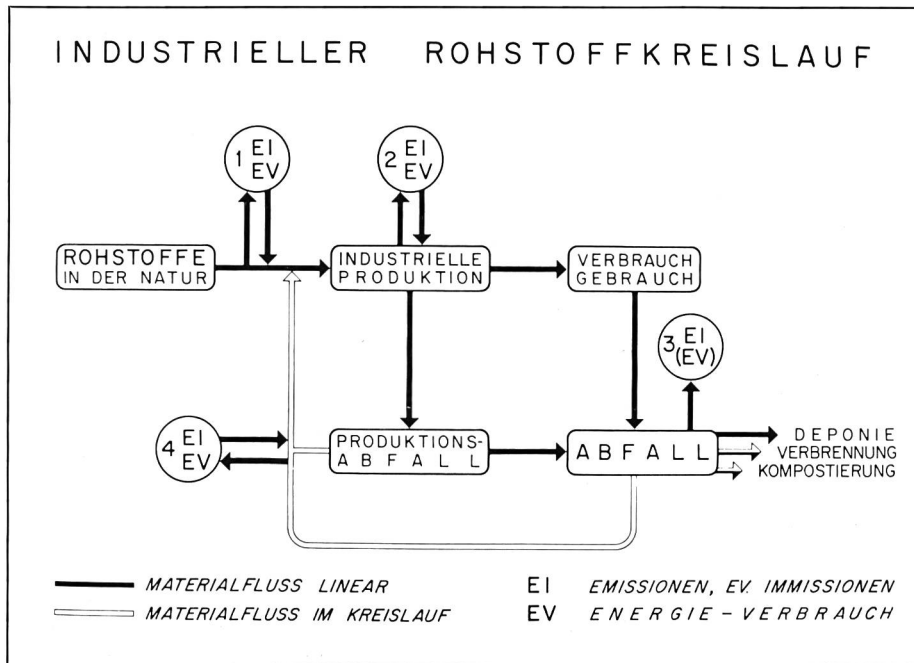 INDUSTRIELLER ROHSTOFFKREISLAUF
1 EI
EV
2 EI
EV
ROHSTOFFE
IN DER NATUR
INDUSTRIELLE
PRODUKTION
VERBRAUCH
GEBRAUCH
3 EI
(EV)
4 EI
EV
PRODUKTIONS-
ABFALL
ABFALL
DEPONIE
VERBRENNUNG
KOMPOSTIERUNG
MATERIALFLUSS LINEAR
MATERIALFLUSS IM KREISLAUF
EI EMISSIONEN, EV. IMMISSIONEN
EV ENERGIE-VERBRAUCH